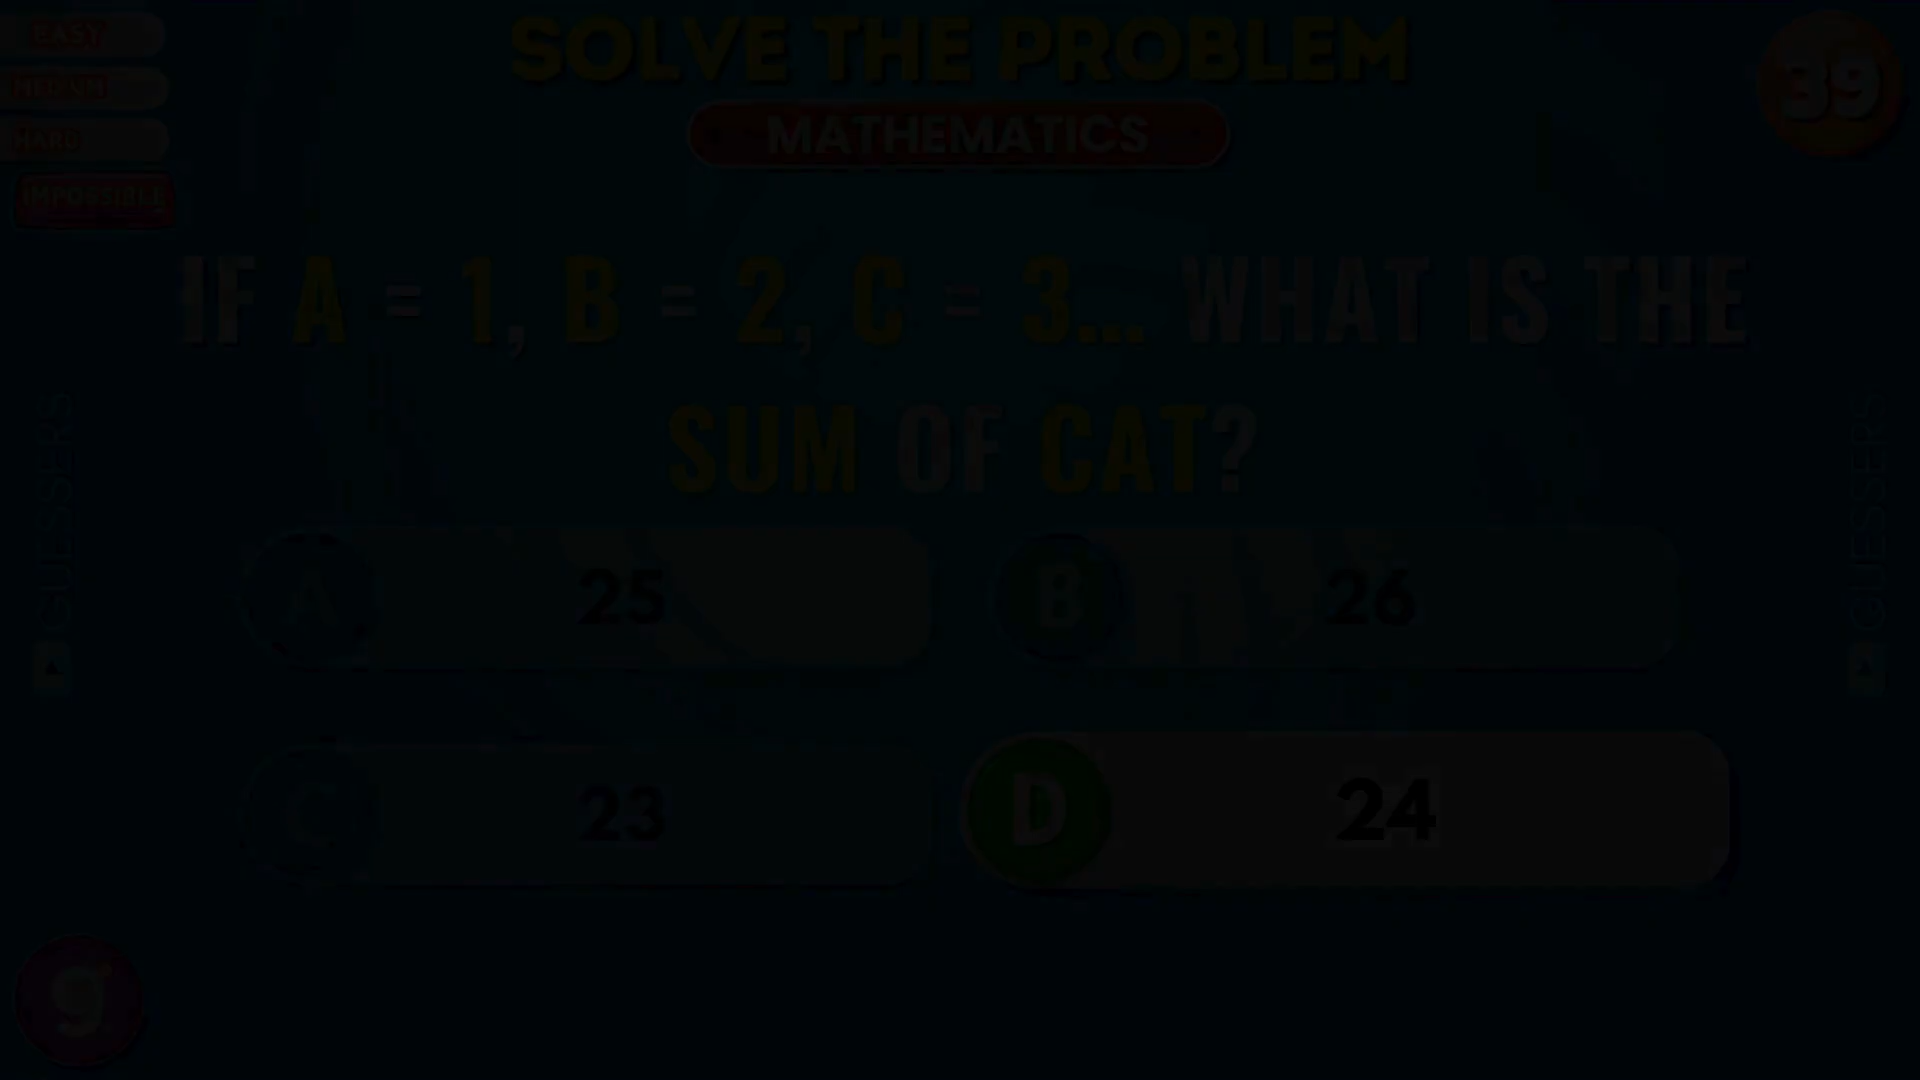 EASY
SOLVE THE PROBLEM
39
MEDIUM
MATHEMATICS
HARD
IMPOSSIBLE
IF A = 1, B = 2, C = 3... WHAT IS THE
SUM OF CAT?
GUESSERS
GUESSERS
A 25
B 26
C 23
D 24
g